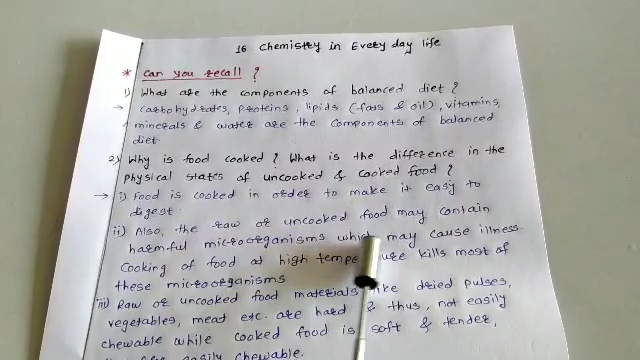 16 Chemistry in Every day life
* Can you recall ?
1) What are the components of balanced diet ?
→ Carbohydrates, proteins, lipids (fats & oil), vitamins,
minerals & water are the components of balanced
diet
2) Why is food cooked ? What is the difference in the
physical states of uncooked & cooked food ?
→ i) Food is cooked in order to make it easy to
digest.
ii) Also, the raw or uncooked food may contain
harmful microorganisms which may cause illness.
Cooking of food at high tempe ure kills most of
these microorganisms
iii) Raw or uncooked food materials like dried pulses,
vegetables, meat etc. are hard & thus, not easily
chewable while cooked food is soft & tender,
easily chewable.